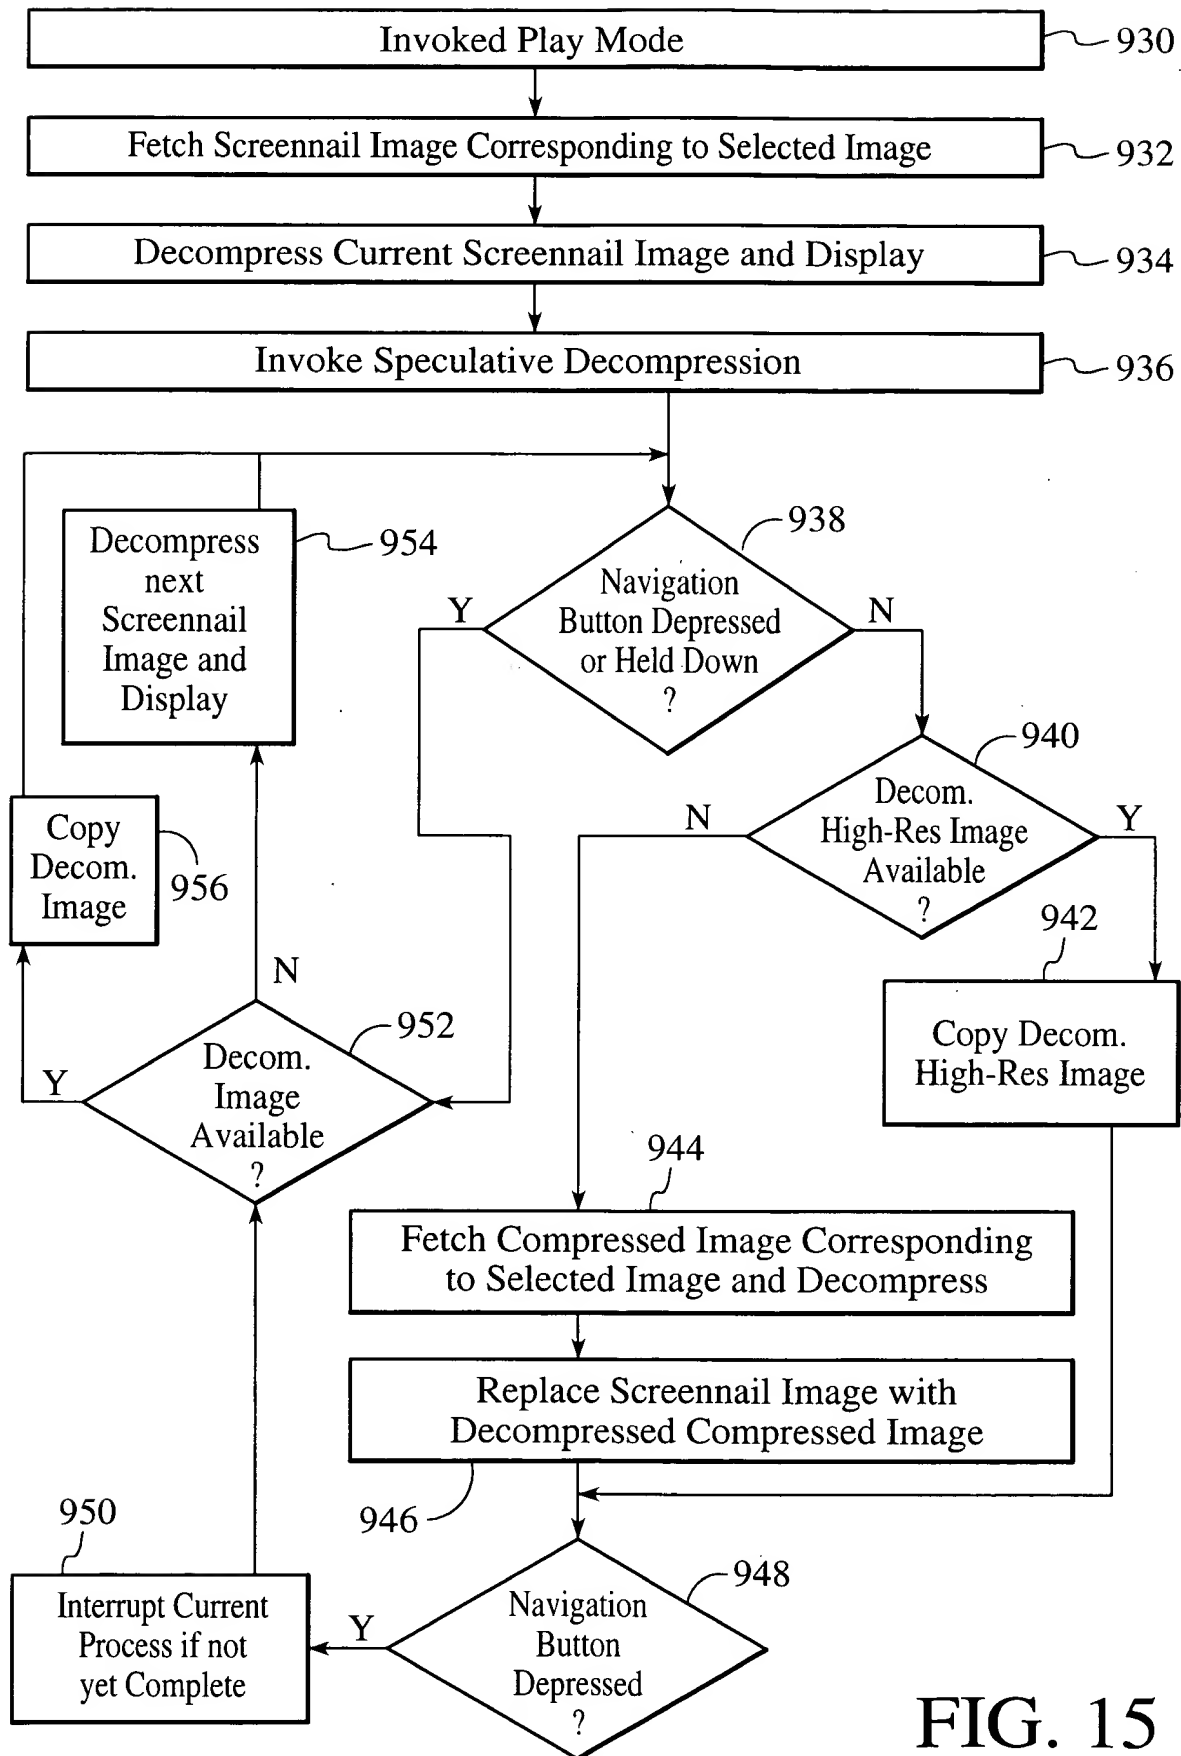 Invoked Play Mode
930
Fetch Screennail Image Corresponding to Selected Image
932
Decompress Current Screennail Image and Display
934
Invoke Speculative Decompression
936
Decompress
next
Screennail
Image and
Display
954
938
Navigation
Button Depressed
or Held Down
?
Y
N
940
Decom.
High-Res Image
Available
?
N
Y
Copy
Decom.
Image
956
942
Copy Decom.
High-Res Image
N
952
Decom.
Image
Available
?
Y
944
Fetch Compressed Image Corresponding
to Selected Image and Decompress
Replace Screennail Image with
Decompressed Compressed Image
946
950
Interrupt Current
Process if not
yet Complete
Y
948
Navigation
Button
Depressed
?
FIG. 15